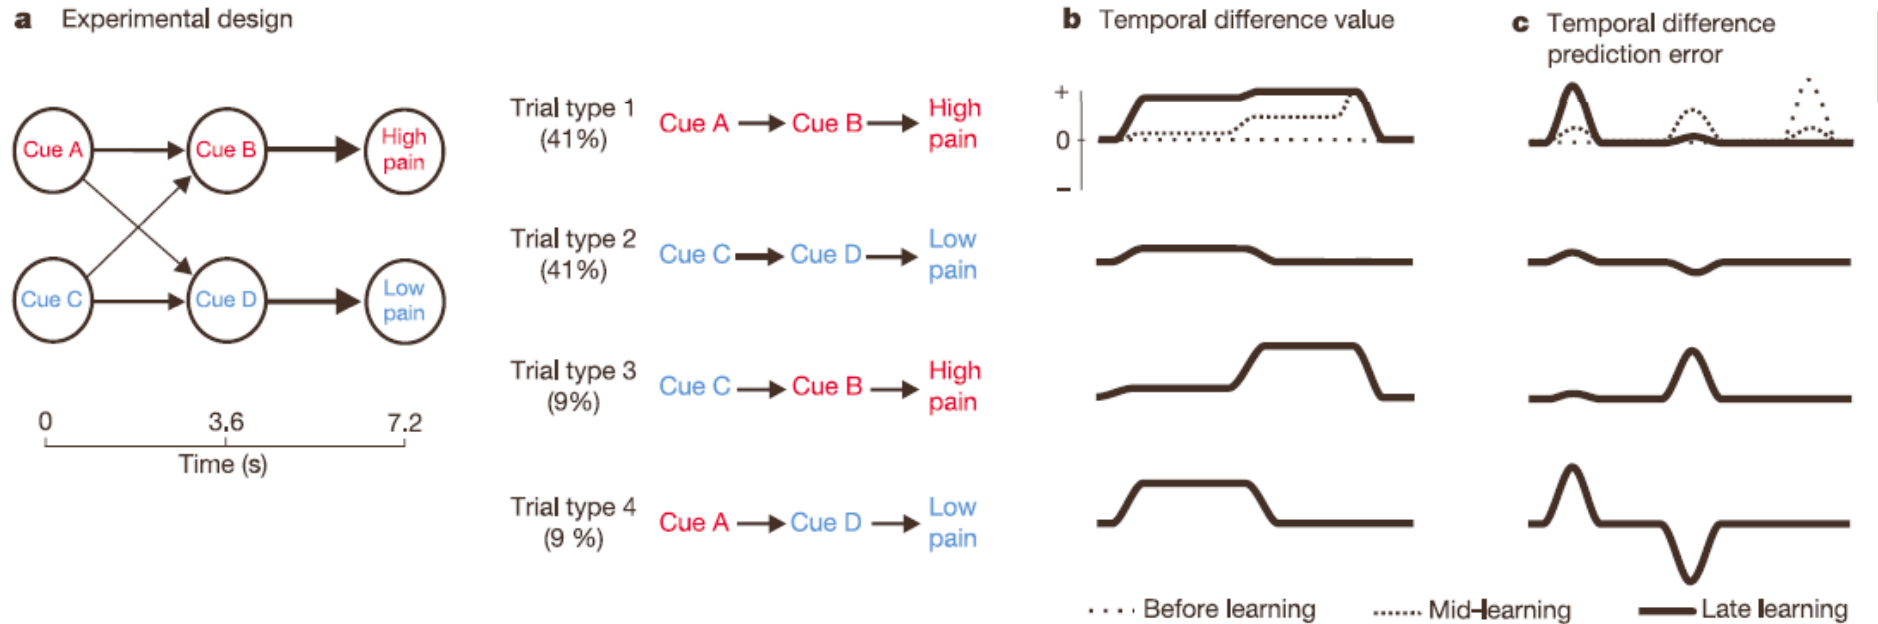 a Experimental design
Cue A
Cue B
High
pain
Cue C
Cue D
Low
pain
0 3.6 7.2
Time (s)
Trial type 1
(41%)
Cue A Cue B High
pain
Trial type 2
(41%)
Cue C Cue D Low
pain
Trial type 3
(9%)
Cue C Cue B High
pain
Trial type 4
(9 %)
Cue A Cue D Low
pain
b Temporal difference value
+
0
–
c Temporal difference
prediction error
Before learning Mid-learning Late learning